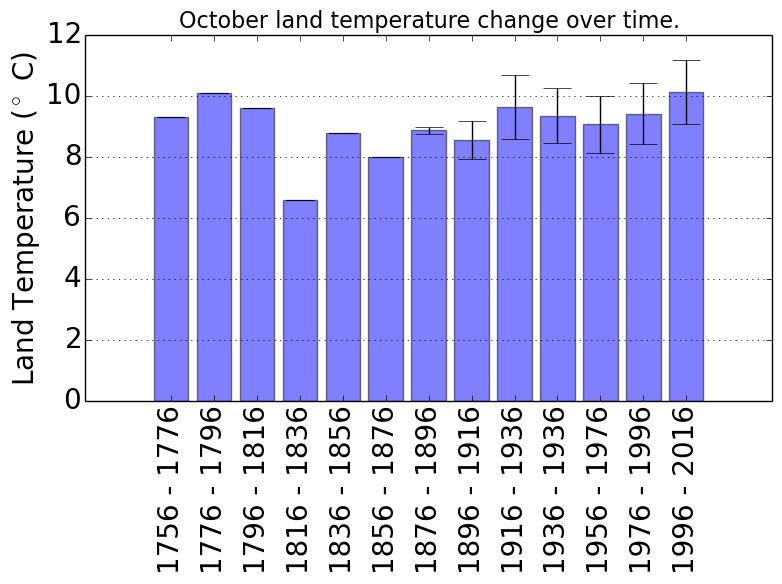 October land temperature change over time.
Land Temperature (° C)
12
10
8
6
4
2
0
1756 - 1776
1776 - 1796
1796 - 1816
1816 - 1836
1836 - 1856
1856 - 1876
1876 - 1896
1896 - 1916
1916 - 1936
1936 - 1936
1956 - 1976
1976 - 1996
1996 - 2016